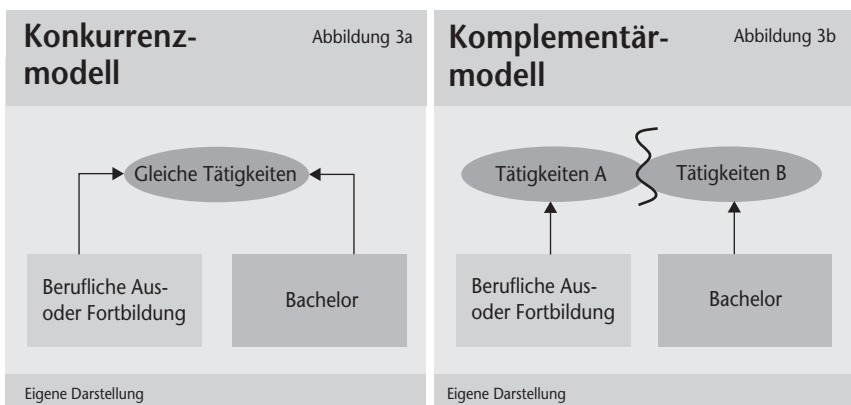 Konkurrenz-
modell
Abbildung 3a
Gleiche Tätigkeiten
Berufliche Aus-
oder Fortbildung
Bachelor
Eigene Darstellung
Komplementär-
modell
Abbildung 3b
Tätigkeiten A
Tätigkeiten B
Berufliche Aus-
oder Fortbildung
Bachelor
Eigene Darstellung